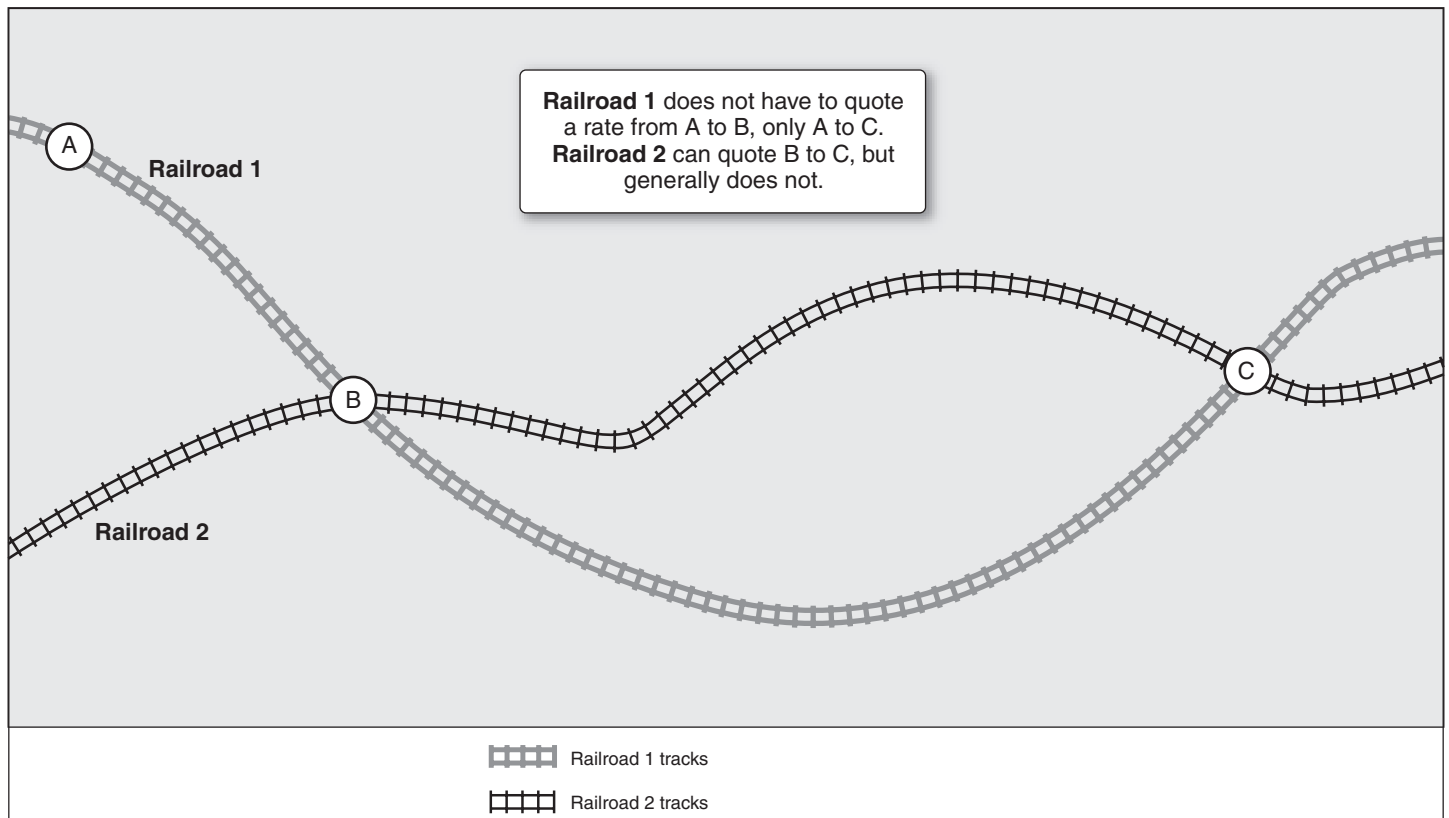 A
Railroad 1
Railroad 1 does not have to quote
a rate from A to B, only A to C.
Railroad 2 can quote B to C, but
generally does not.
B
C
Railroad 2
Railroad 1 tracks
Railroad 2 tracks